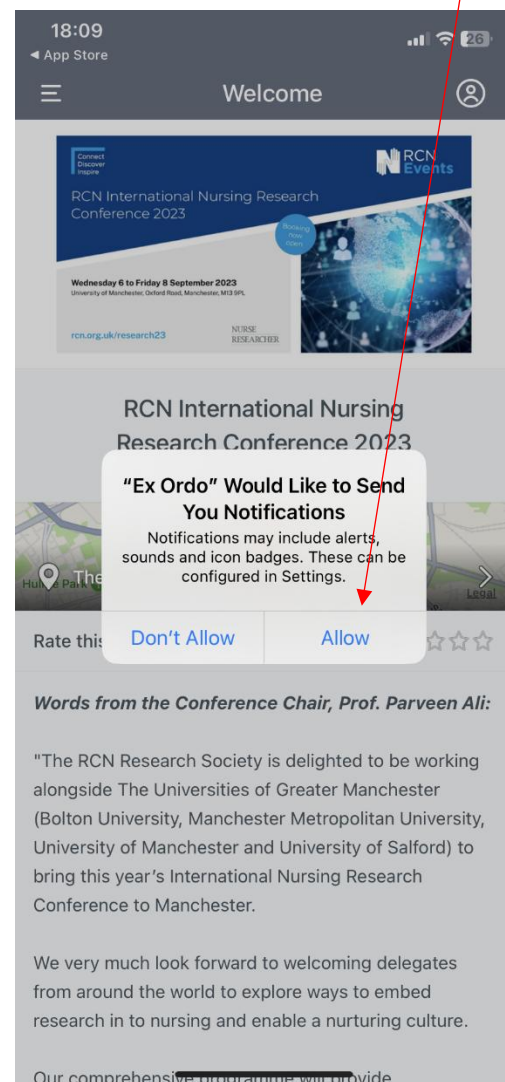 18:09
26
App Store
Welcome
Connect
Discover
Inspire
RCN
Events
RCN International Nursing Research
Conference 2023
Booking
now
open
Wednesday 6 to Friday 8 September 2023
University of Manchester, Oxford Road, Manchester, M13 9PL
rcn.org.uk/research23
NURSE
RESEARCHER
RCN International Nursing
Research Conference 2023
"Ex Ordo" Would Like to Send
You Notifications
Notifications may include alerts,
sounds and icon badges. These can be
configured in Settings.
The
Legal
Don't Allow
Allow
Rate this
Words from the Conference Chair, Prof. Parveen Ali:
"The RCN Research Society is delighted to be working
alongside The Universities of Greater Manchester
(Bolton University, Manchester Metropolitan University,
University of Manchester and University of Salford) to
bring this year's International Nursing Research
Conference to Manchester.
We very much look forward to welcoming delegates
from around the world to explore ways to embed
research in to nursing and enable a nurturing culture.
Our comprehensive programme will provide